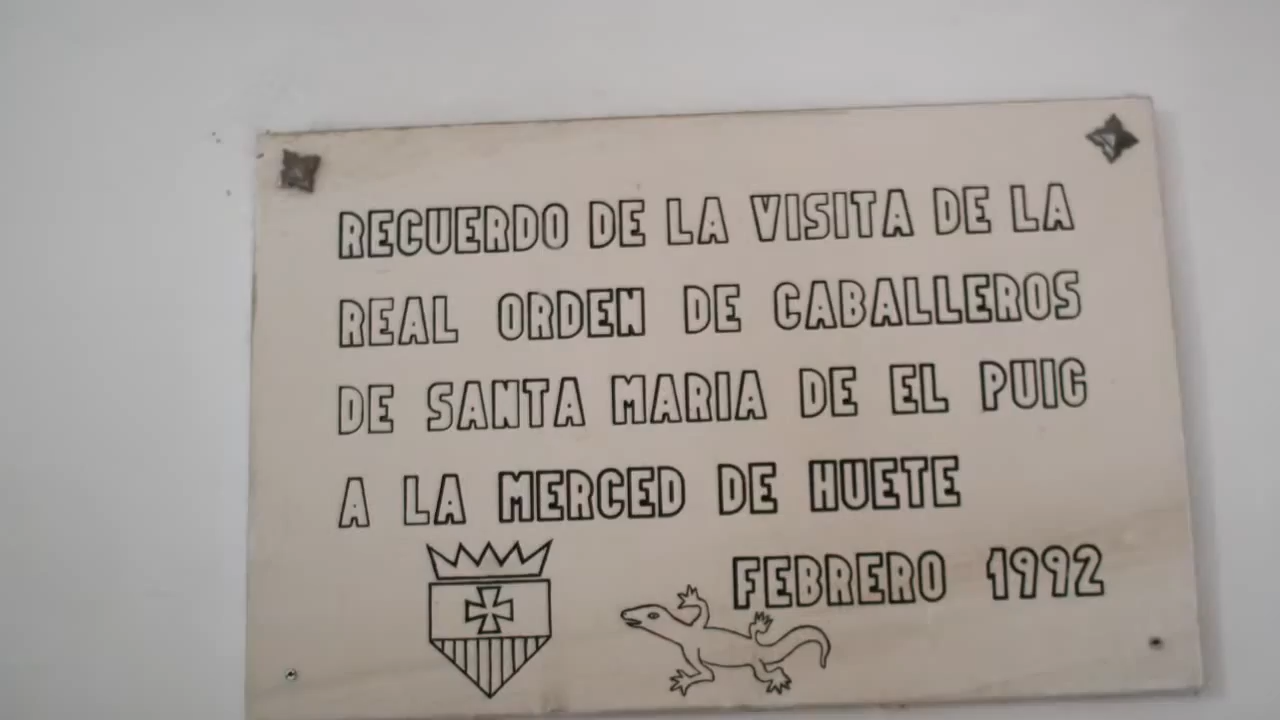 RECUERDO DE LA VISITA DE LA
REAL ORDEN DE CABALLEROS
DE SANTA MARIA DE EL PUIG
A LA MERCED DE HUETE
FEBRERO 1992